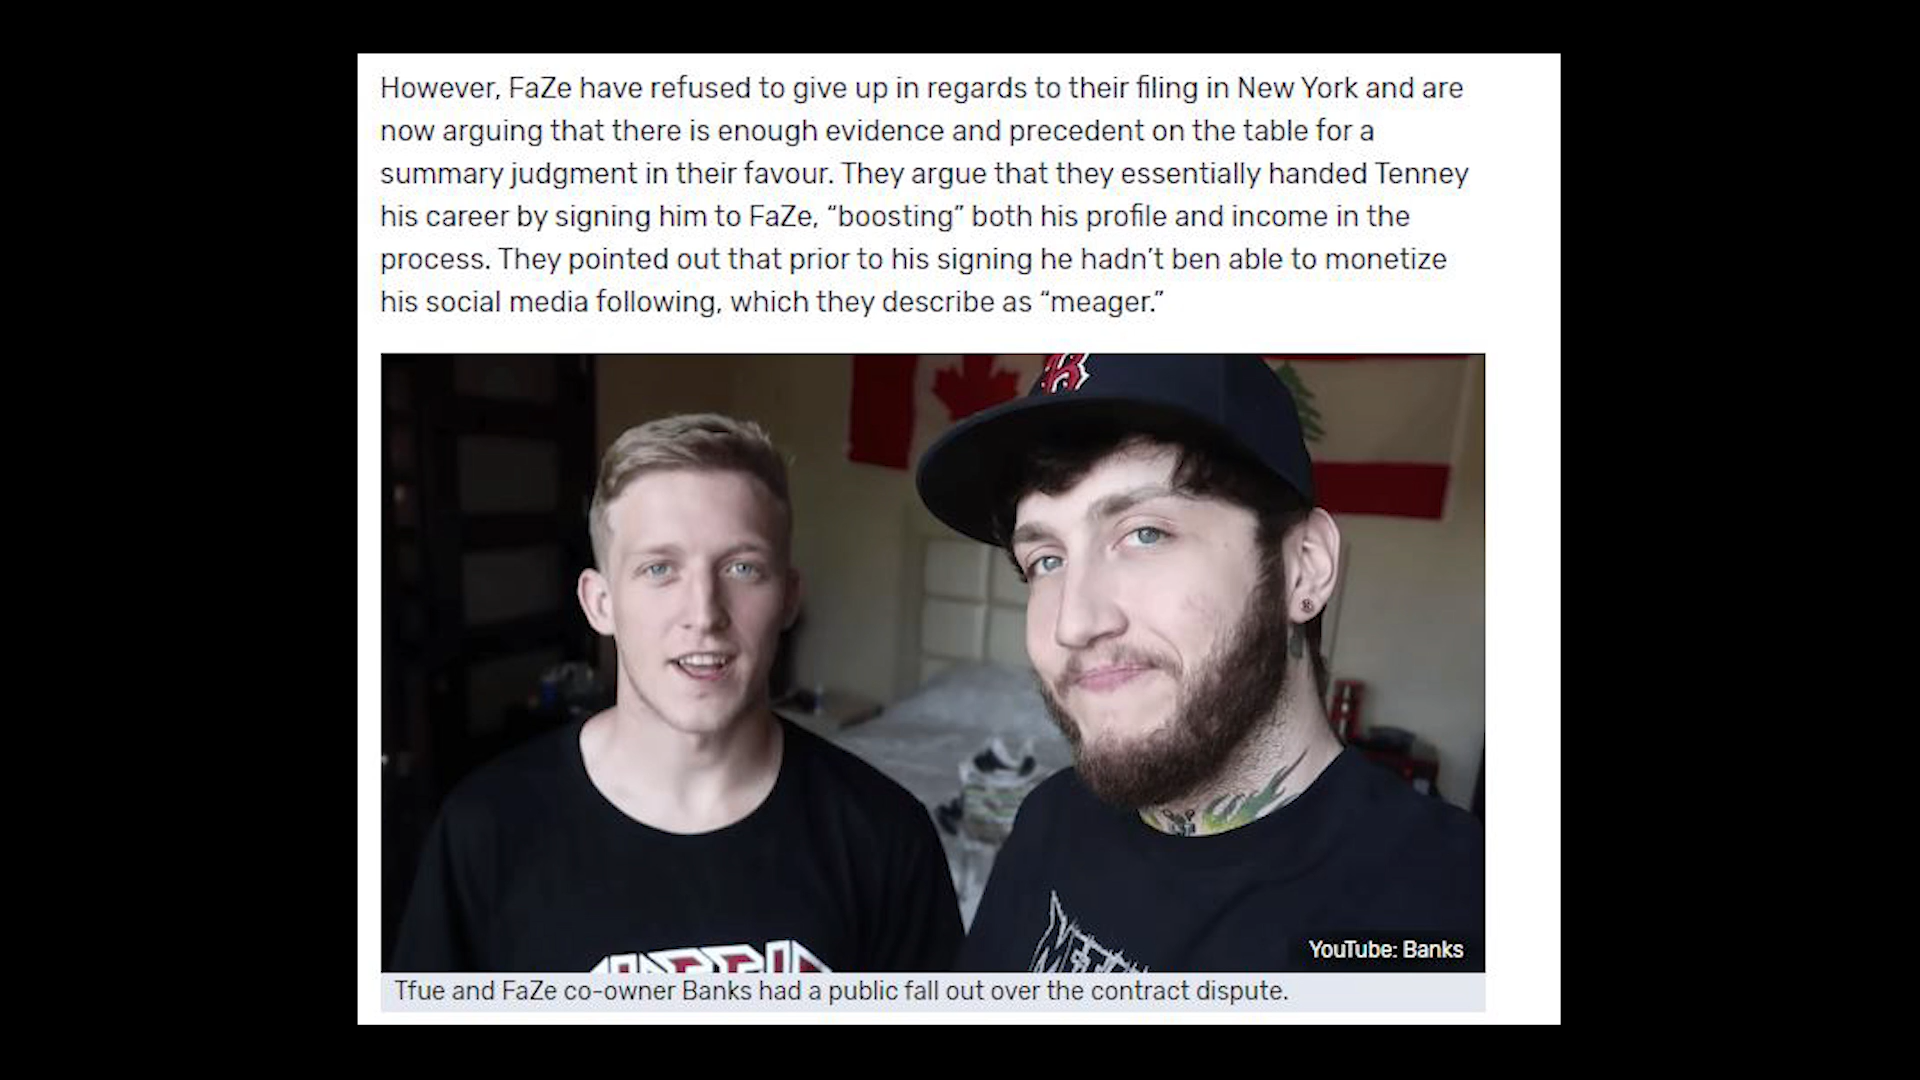 However, FaZe have refused to give up in regards to their filing in New York and are
now arguing that there is enough evidence and precedent on the table for a
summary judgment in their favour. They argue that they essentially handed Tenney
his career by signing him to FaZe, “boosting” both his profile and income in the
process. They pointed out that prior to his signing he hadn’t ben able to monetize
his social media following, which they describe as “meager.”
YouTube: Banks
Tfue and FaZe co-owner Banks had a public fall out over the contract dispute.